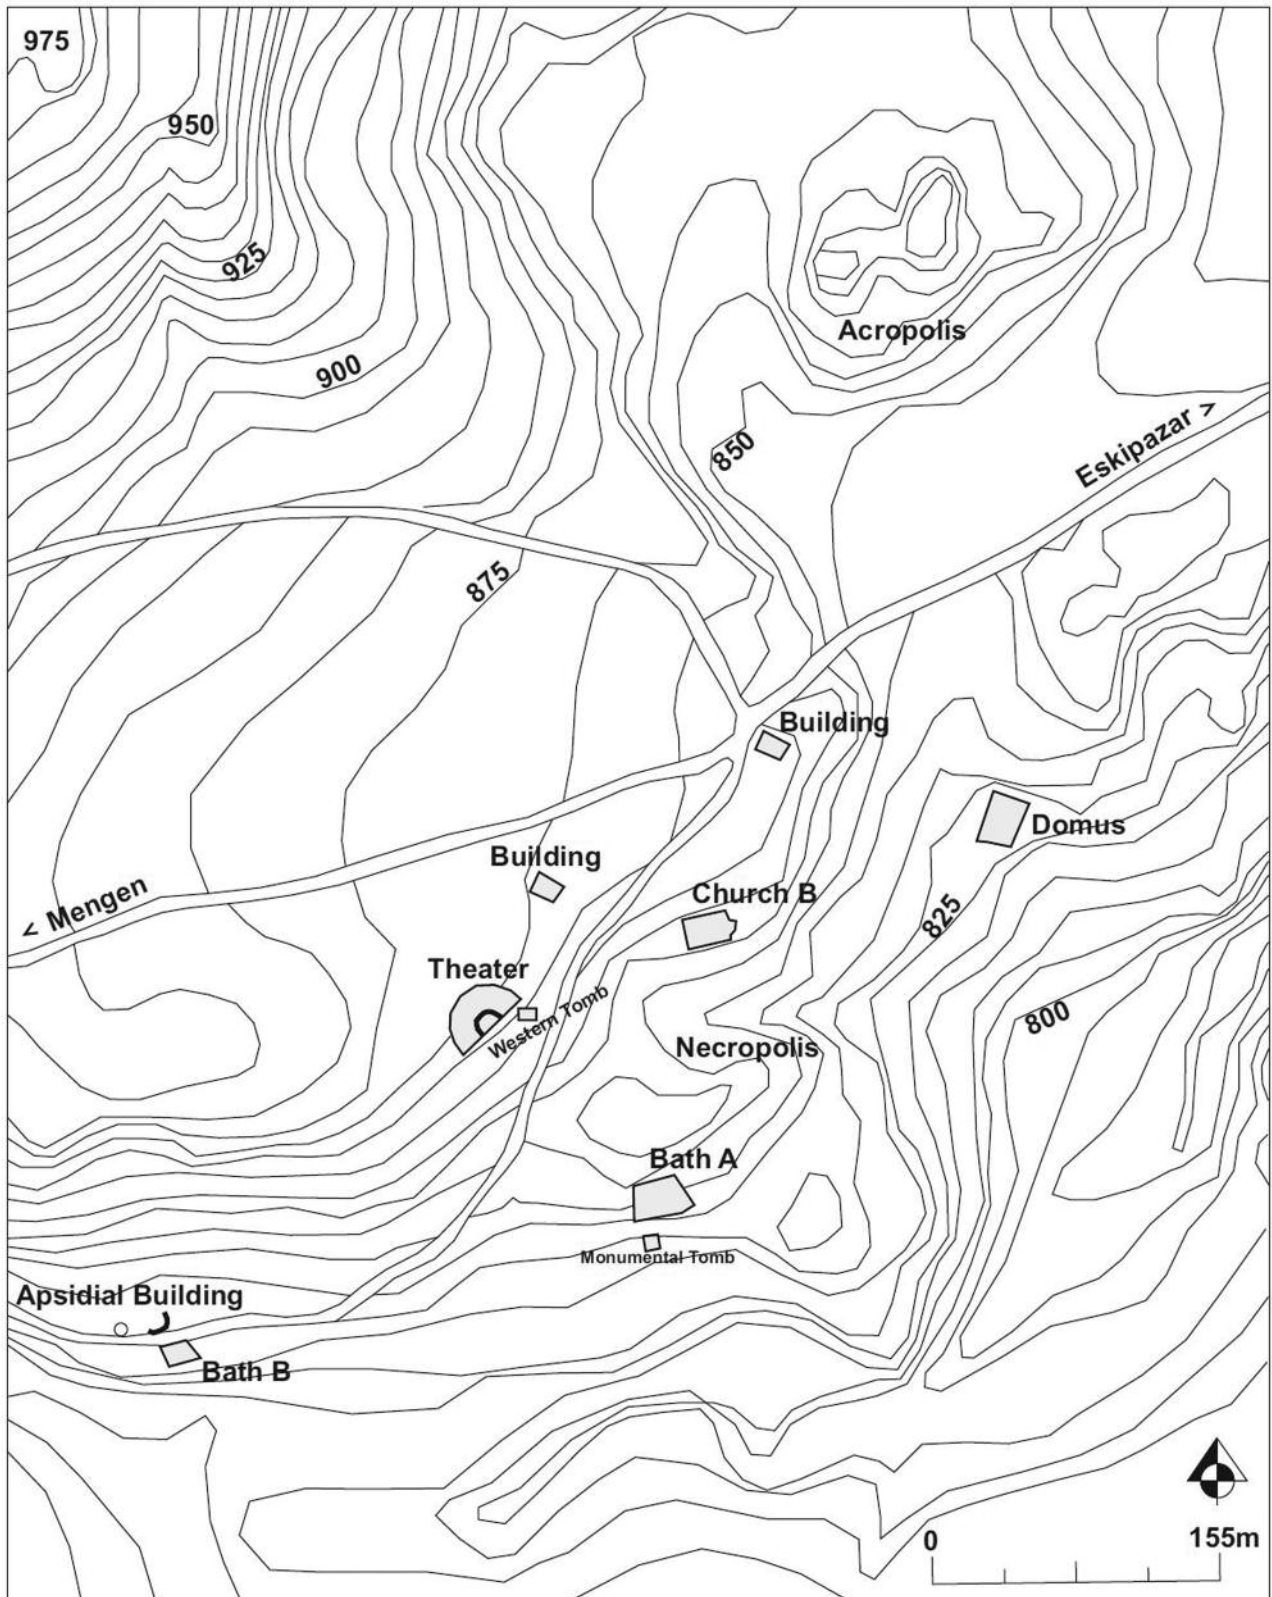 975
950
925
900
Acropolis
850
Eskipazar >
875
Building
Domus
Building
< Mengen
Church B
825
Theater
Western Tomb
800
Necropolis
Bath A
Monumental Tomb
Apsidial Building
Bath B
0
155m